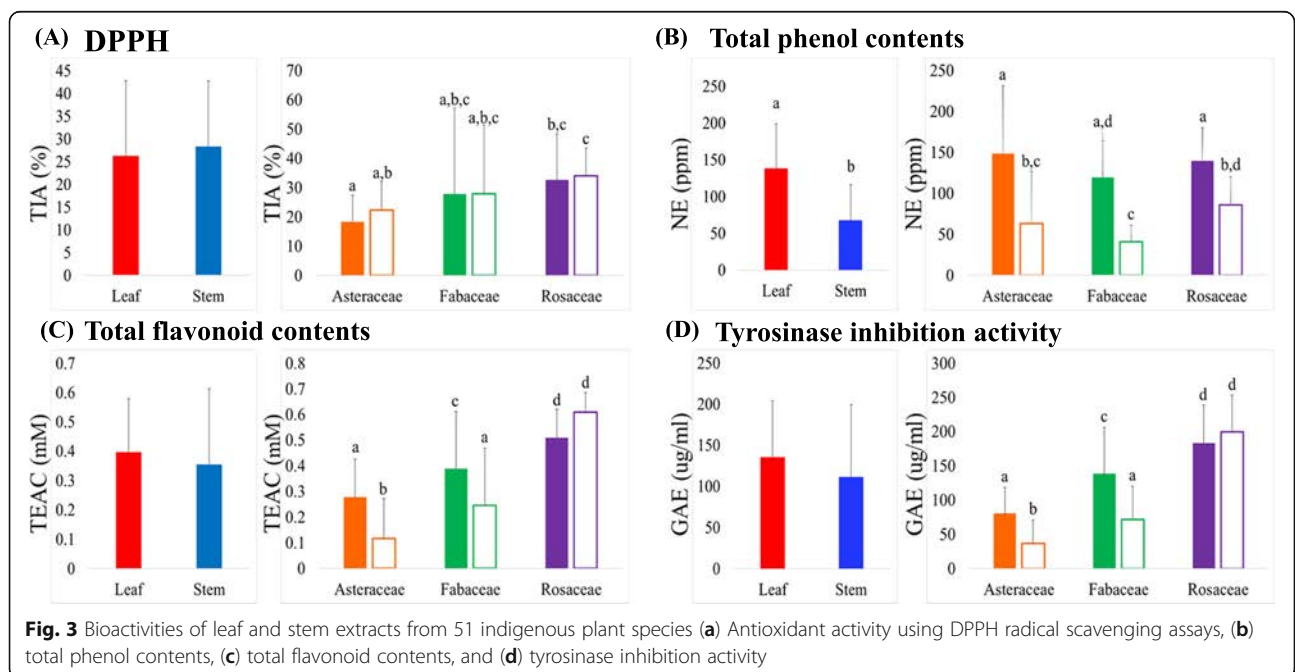 (A) DPPH
45
40
35
30
25
20
15
10
5
0
TIA (%)
Leaf Stem
70
60
50
40
30
20
10
0
TIA (%)
a a,b a,b,c a,b,c b,c c
Asteraceae Fabaceae Rosaceae
(B) Total phenol contents
250
200
150
100
50
0
NE (ppm)
a b
Leaf Stem
250
200
150
100
50
0
NE (ppm)
a b,c a,d c a b,d
Asteraceae Fabaceae Rosaceae
(C) Total flavonoid contents
0.7
0.6
0.5
0.4
0.3
0.2
0.1
0
TEAC (mM)
Leaf Stem
0.8
0.7
0.6
0.5
0.4
0.3
0.2
0.1
0
TEAC (mM)
a b c a d d
Asteraceae Fabaceae Rosaceae
(D) Tyrosinase inhibition activity
250
200
150
100
50
0
GAE (ug/ml)
Leaf Stem
300
250
200
150
100
50
0
GAE (ug/ml)
a b c a d d
Asteraceae Fabaceae Rosaceae
Fig. 3 Bioactivities of leaf and stem extracts from 51 indigenous plant species (a) Antioxidant activity using DPPH radical scavenging assays, (b)
total phenol contents, (c) total flavonoid contents, and (d) tyrosinase inhibition activity